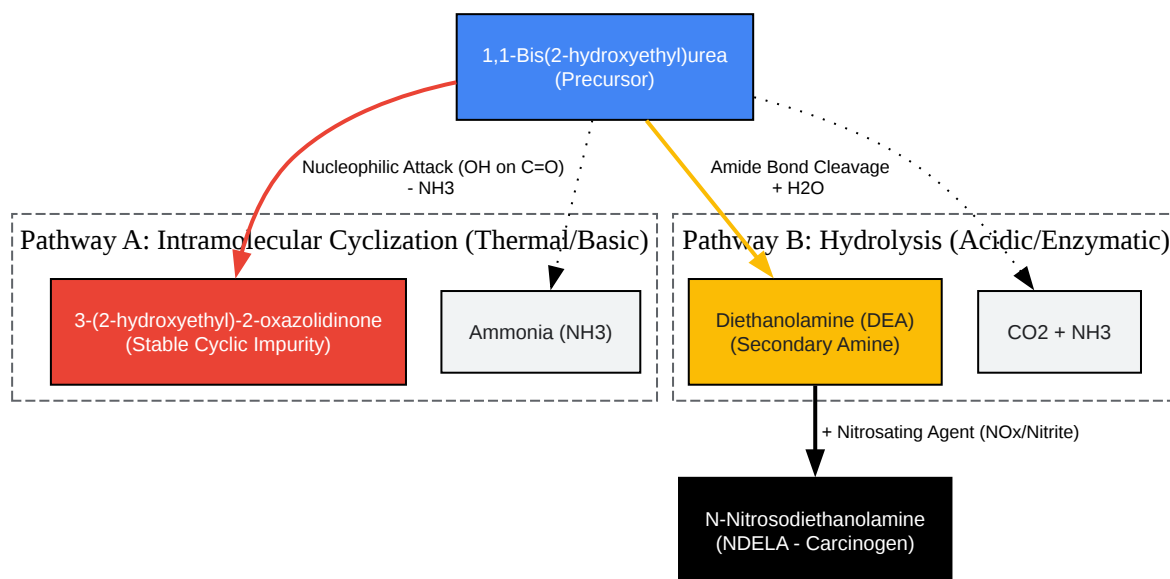 1,1-Bis(2-hydroxyethyl)urea
(Precursor)
Nucleophilic Attack (OH on C=O)
- NH3
Amide Bond Cleavage
+ H2O
Pathway A: Intramolecular Cyclization (Thermal/Basic)
Pathway B: Hydrolysis (Acidic/Enzymatic)
3-(2-hydroxyethyl)-2-oxazolidinone
(Stable Cyclic Impurity)
Ammonia (NH3)
Diethanolamine (DEA)
(Secondary Amine)
CO2 + NH3
+ Nitrosating Agent (NOx/Nitrite)
N-Nitrosodiethanolamine
(NDELA - Carcinogen)